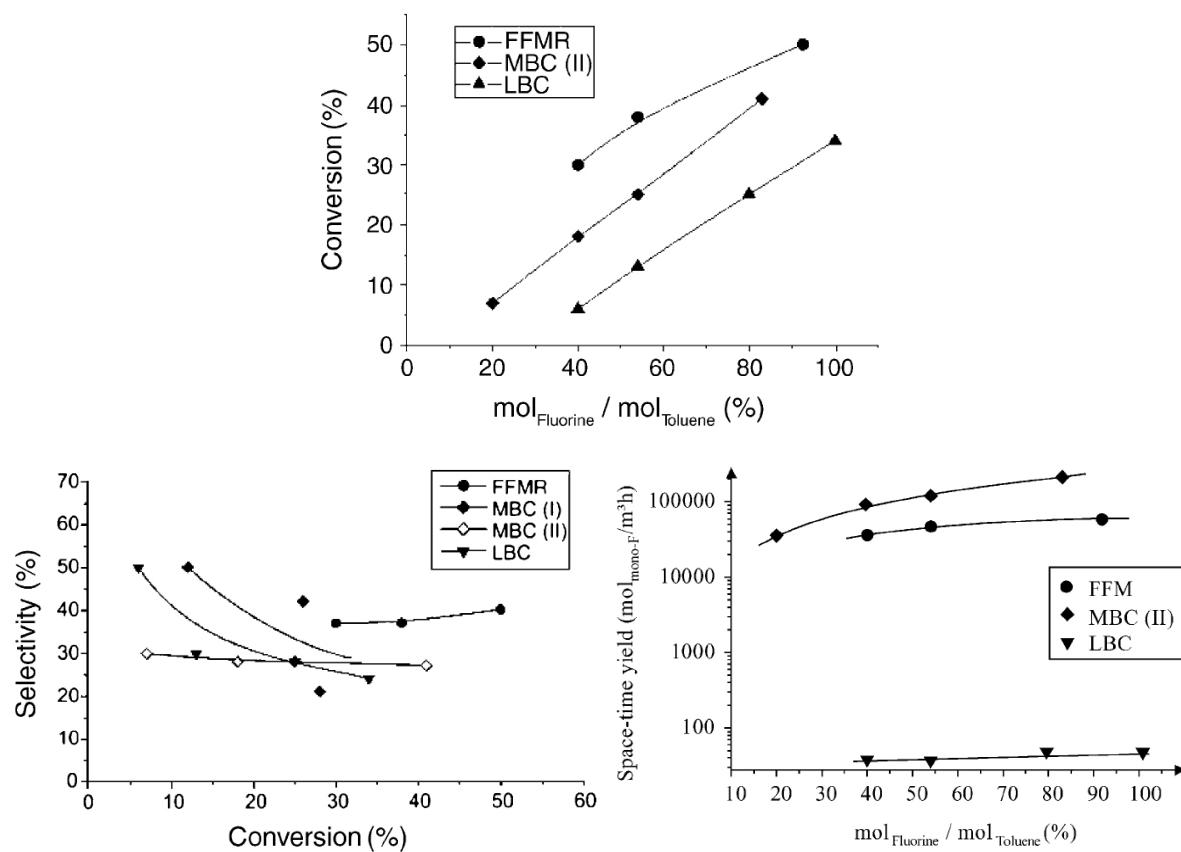 FFMR
MBC (II)
LBC
50
40
30
20
10
0
0 20 40 60 80 100
Conversion (%)
molFluorine / molToluene (%)
FFMR
MBC (I)
MBC (II)
LBC
70
60
50
40
30
20
10
0
0 10 20 30 40 50 60
Selectivity (%)
Conversion (%)
100000
10000
1000
100
10 20 30 40 50 60 70 80 90 100
Space-time yield (molmono-F/m³h)
FFM
MBC (II)
LBC
molFluorine / molToluene (%)